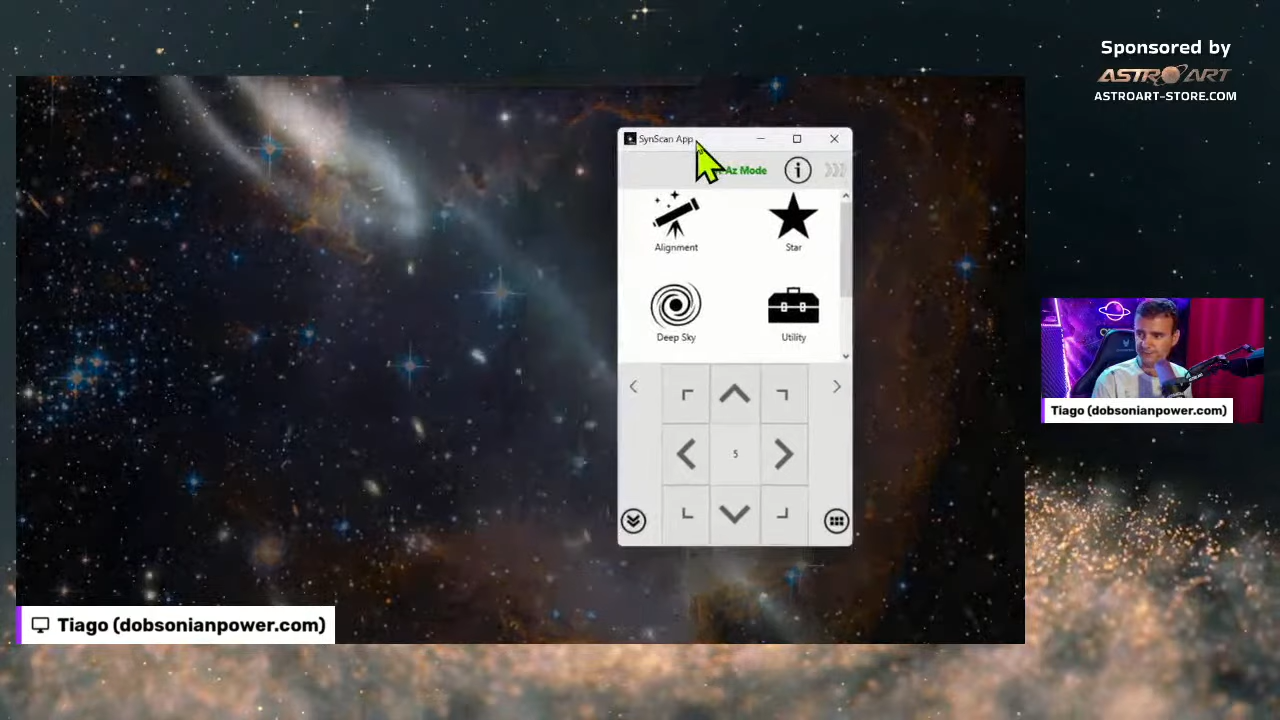 Sponsored by
ASTROART
ASTROART-STORE.COM
SynScan App
Az Mode
Alignment
Star
Deep Sky
Utility
5
Tiago (dobsonianpower.com)
Tiago (dobsonianpower.com)